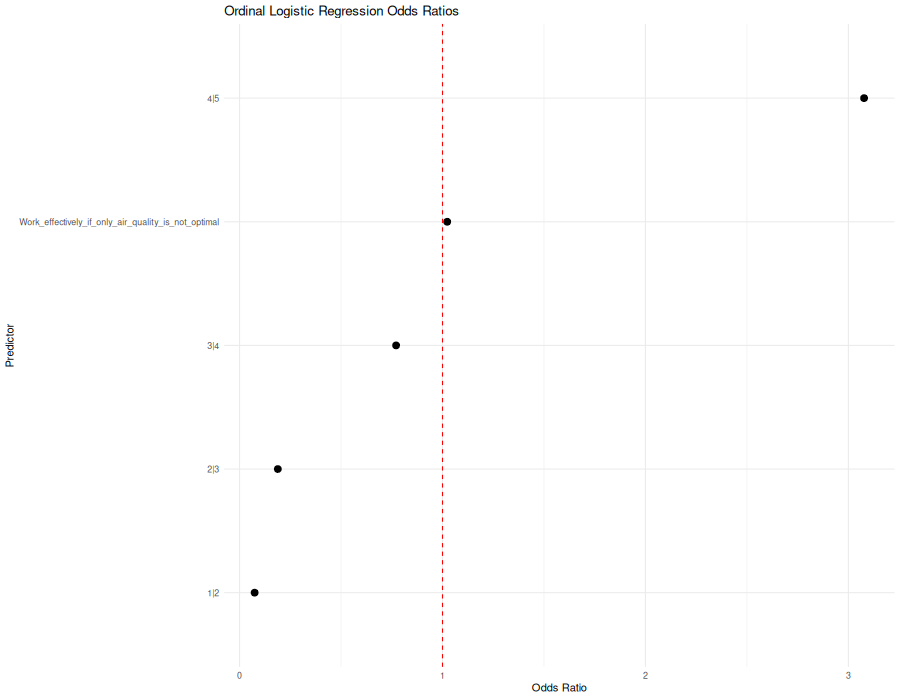 Ordinal Logistic Regression Odds Ratios
4|5
Work_effectively_if_only_air_quality_is_not_optimal
Predictor
3|4
2|3
1|2
0 1 2 3
Odds Ratio